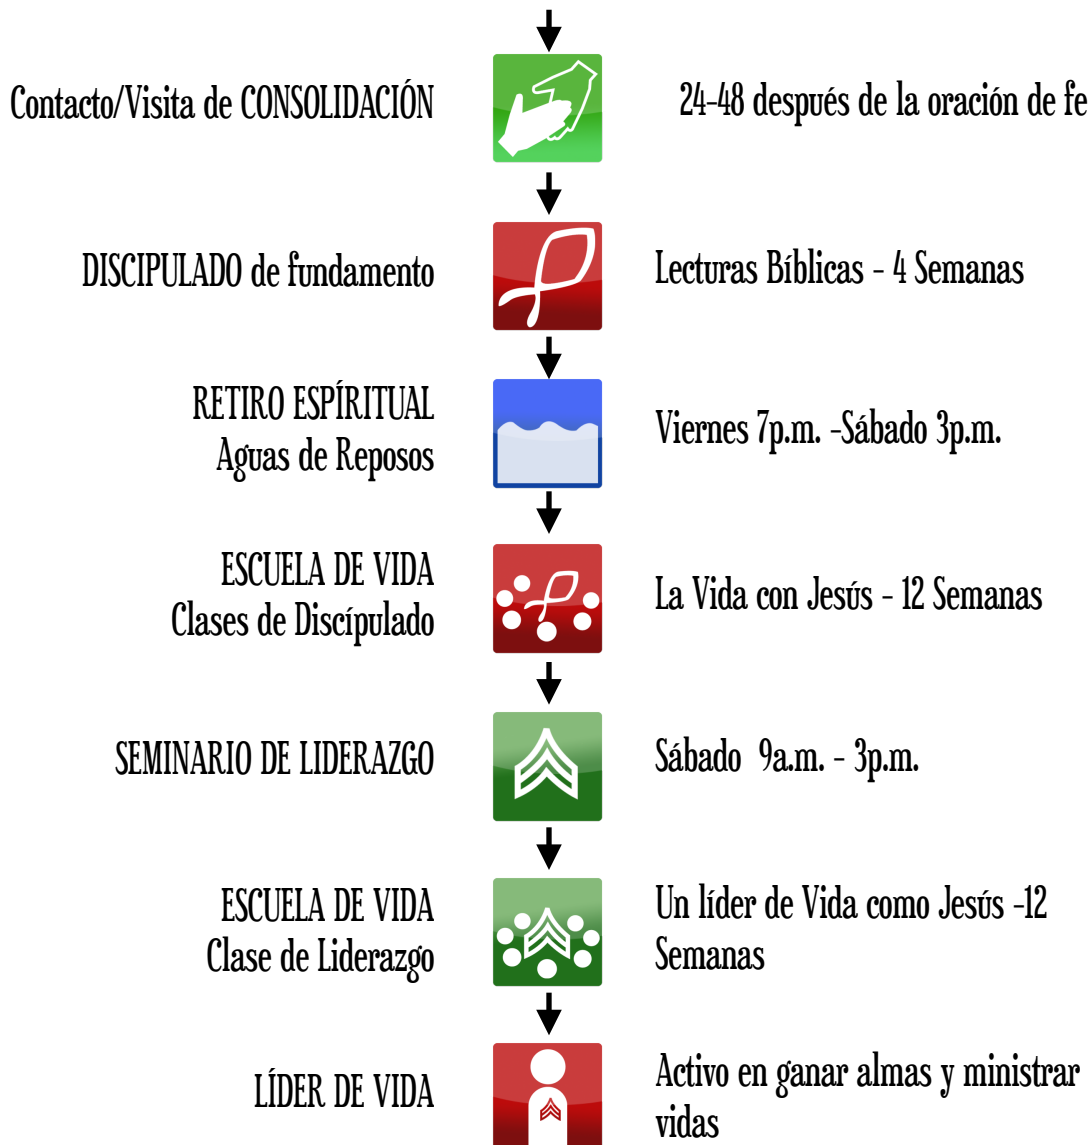 Contacto/Visita de CONSOLIDACIÓN
24-48 después de la oración de fe
DISCIPULADO de fundamento
Lecturas Bíblicas - 4 Semanas
RETIRO ESPÍRITUAL
Aguas de Reposos
Viernes 7p.m. -Sábado 3p.m.
ESCUELA DE VIDA
Clases de Discípulado
La Vida con Jesús - 12 Semanas
SEMINARIO DE LIDERAZGO
Sábado  9a.m. - 3p.m.
ESCUELA DE VIDA
Clase de Liderazgo
Un líder de Vida como Jesús -12
Semanas
LÍDER DE VIDA
Activo en ganar almas y ministrar
vidas